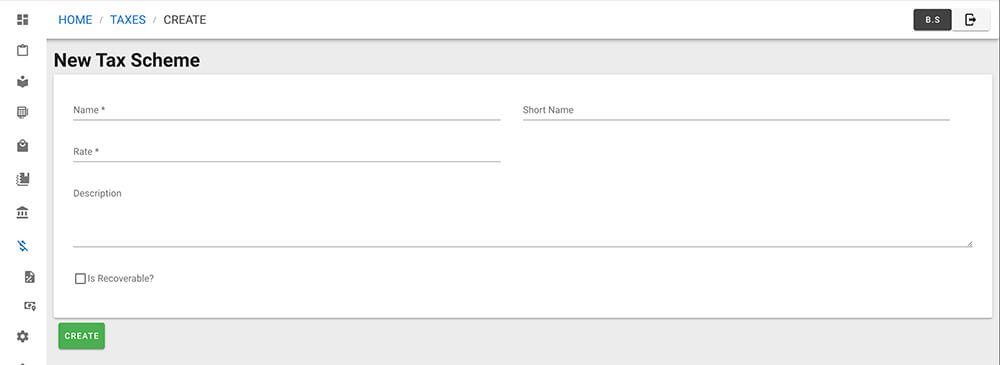 HOME / TAXES / CREATE
B.S
New Tax Scheme
Name *
Short Name
Rate *
Description
Is Recoverable?
CREATE